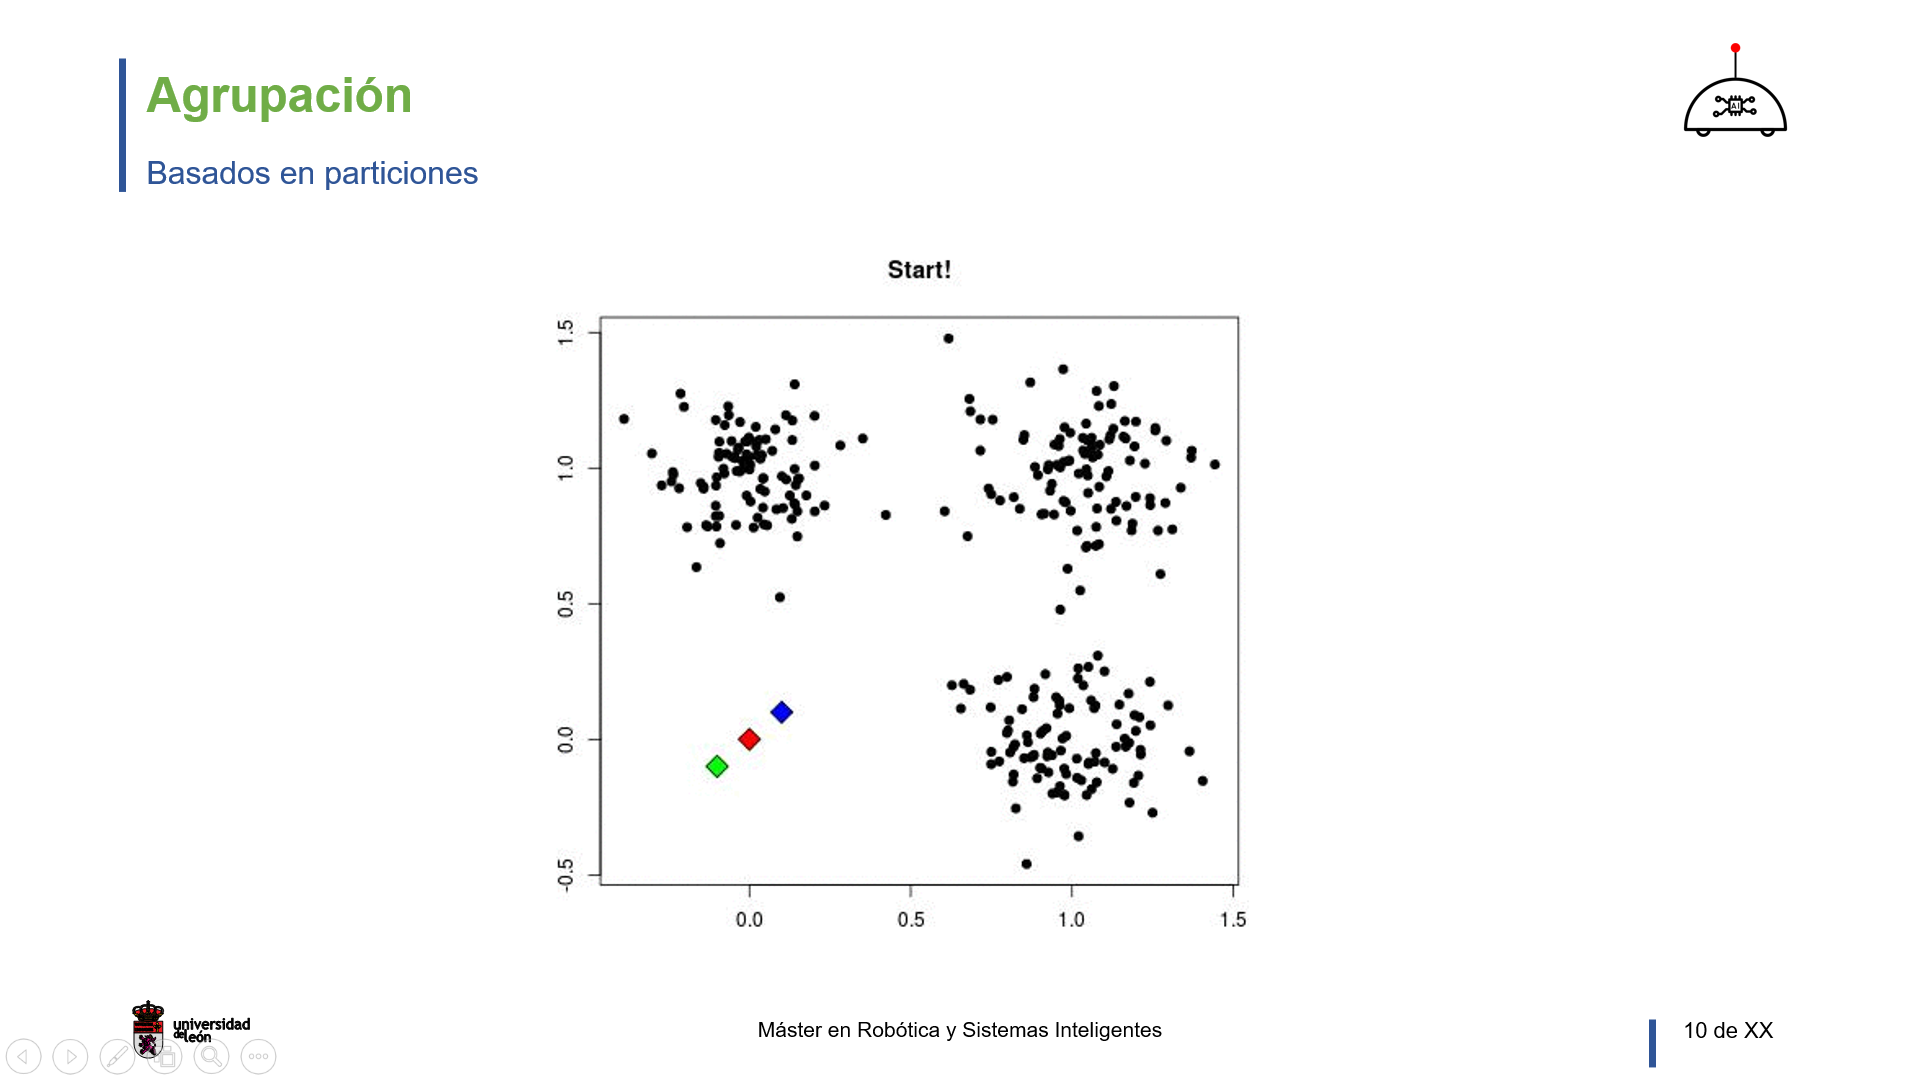 Agrupación
Basados en particiones
AI
Start!
1.5
1.0
0.5
0.0
-0.5
0.0
0.5
1.0
1.5
universidad
de león
Máster en Robótica y Sistemas Inteligentes
10 de XX